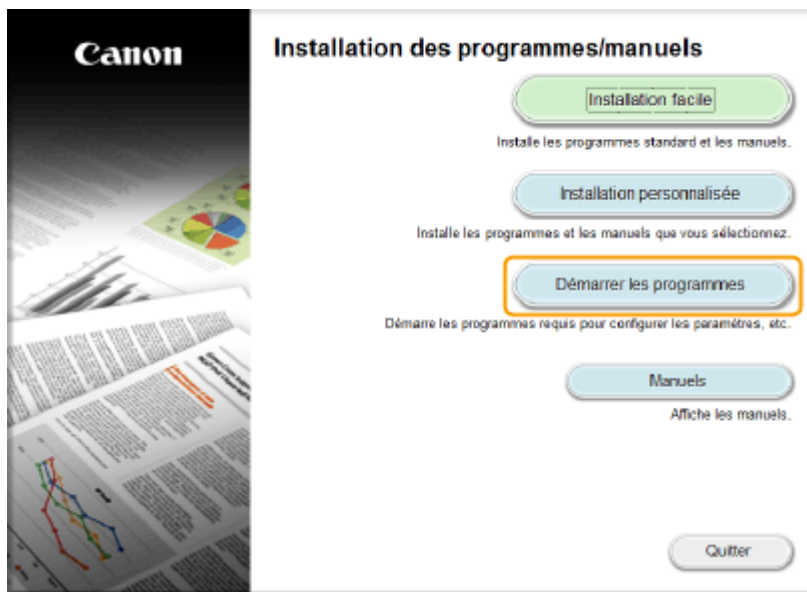 Canon
Installation des programmes/manuels
Installation facile
Installe les programmes standard et les manuels.
Installation personnalisée
Installe les programmes et les manuels que vous sélectionnez.
Démarrer les programmes
Démarre les programmes requis pour configurer les paramètres, etc.
Manuels
Affiche les manuels.
Quitter